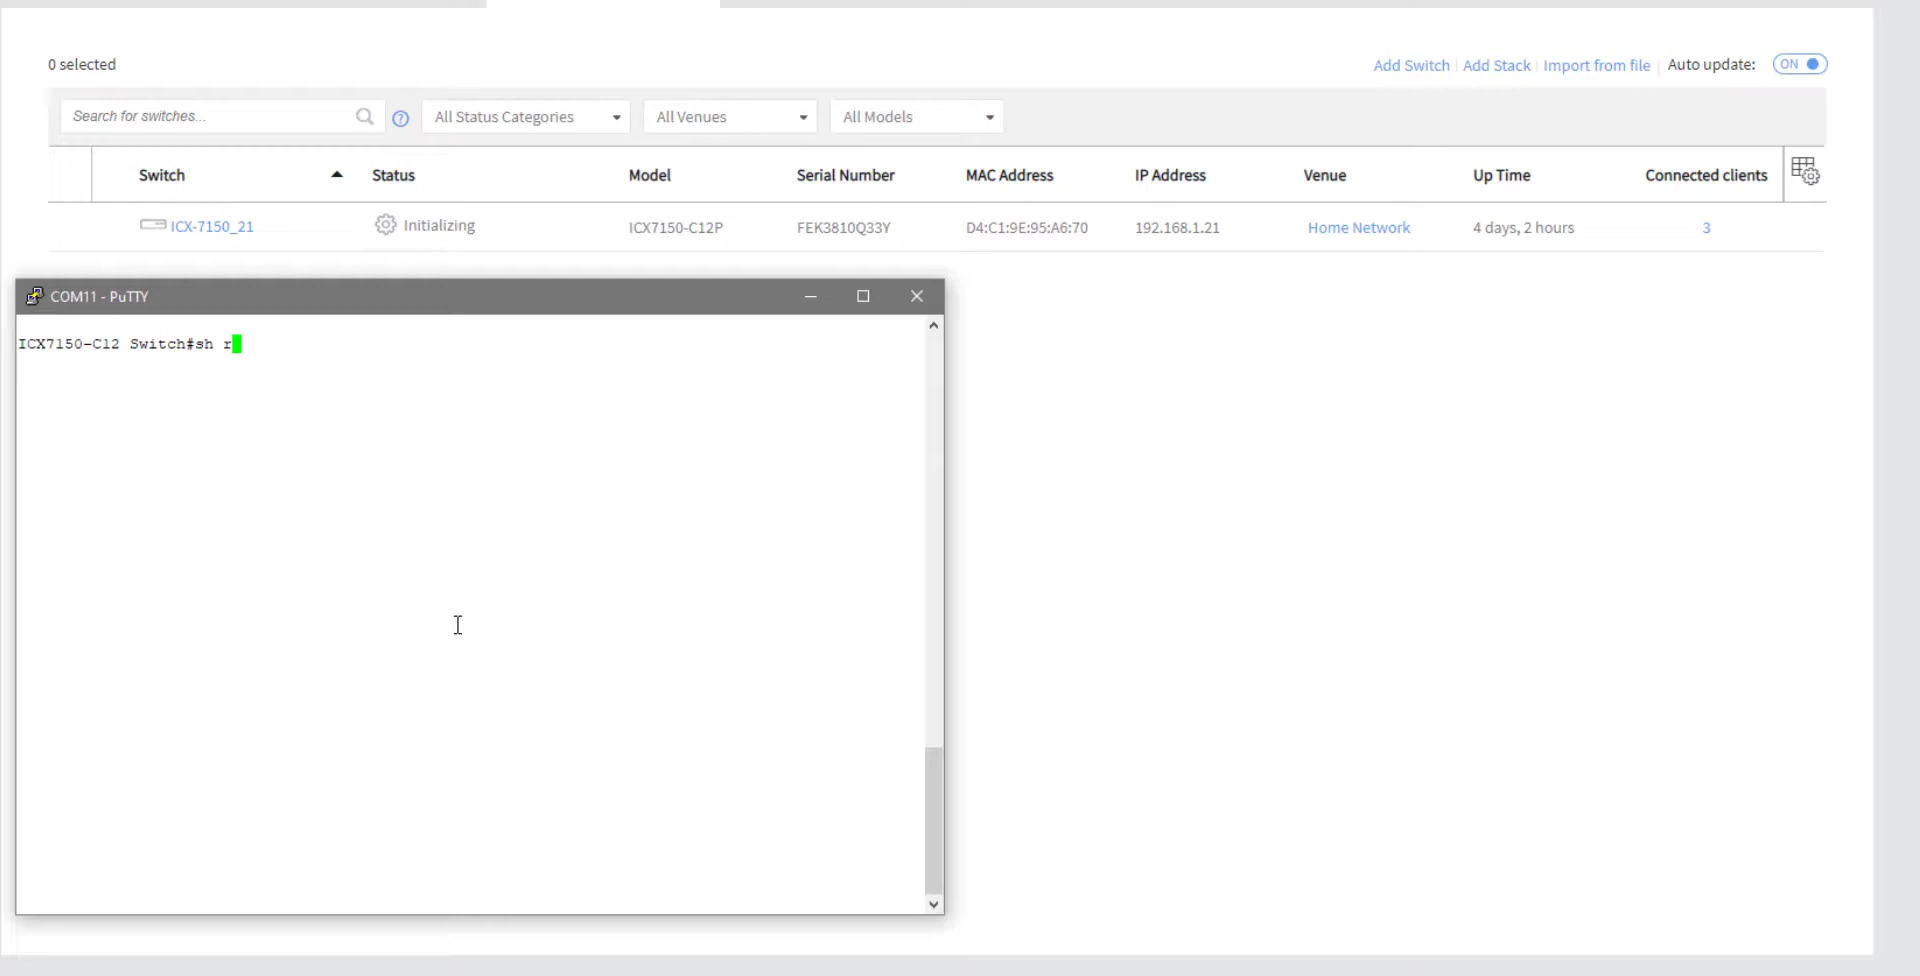 0 selected
Add Switch | Add Stack | Import from file | Auto update: ON
Search for switches... ? All Status Categories All Venues All Models
Switch Status Model Serial Number MAC Address IP Address Venue Up Time Connected clients
ICX-7150_21 Initializing ICX7150-C12P FEK3810Q33Y D4:C1:9E:95:A6:70 192.168.1.21 Home Network 4 days, 2 hours 3
COM11 - PuTTY
ICX7150-C12 Switch#sh r